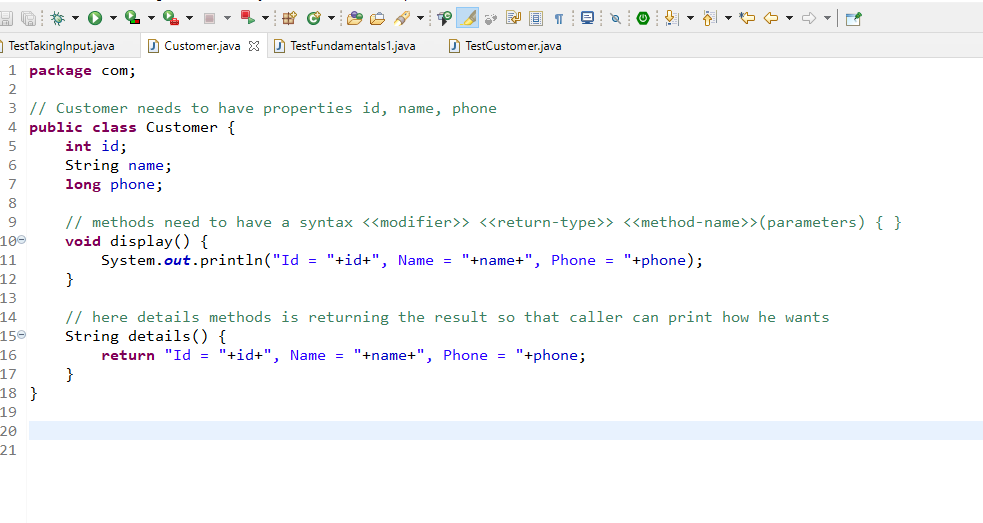 TestTakingInput.java Customer.java TestFundamentals1.java TestCustomer.java
1 package com;
2
3 // Customer needs to have properties id, name, phone
4 public class Customer {
5 int id;
6 String name;
7 long phone;
8
9 // methods need to have a syntax <<modifier>> <<return-type>> <<method-name>>(parameters) { }
10 void display() {
11 System.out.println("Id = "+id+", Name = "+name+", Phone = "+phone);
12 }
13
14 // here details methods is returning the result so that caller can print how he wants
15 String details() {
16 return "Id = "+id+", Name = "+name+", Phone = "+phone;
17 }
18 }
19
20
21